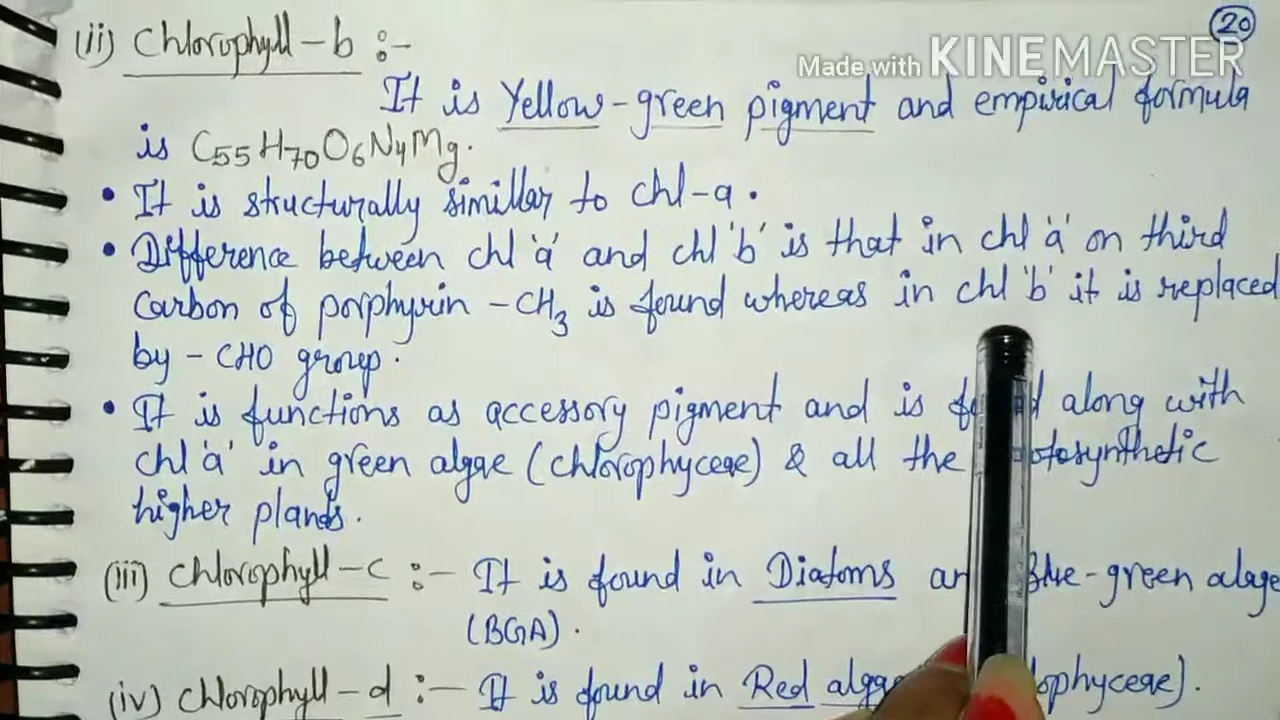 20
Made with KINEMASTER
(ii) Chlorophyll - b :-
It is Yellow-green pigment and empirical formula
is C55H70O6N4Mg.
• It is structurally simillar to chl-a.
• Difference between chl 'a' and chl 'b' is that in chl 'a' on third
Carbon of porphyrin -CH3 is found whereas in chl 'b' it is replaced
by - CHO group.
• It is functions as accessory pigment and is along with
chl 'a' in green algae (chlorophyceae) & all the
higher plants.
(iii) Chlorophyll - c :- It is found in Diatoms -green alage
(BGA).
(iv) Chlorophyll - d :- It is found in Red